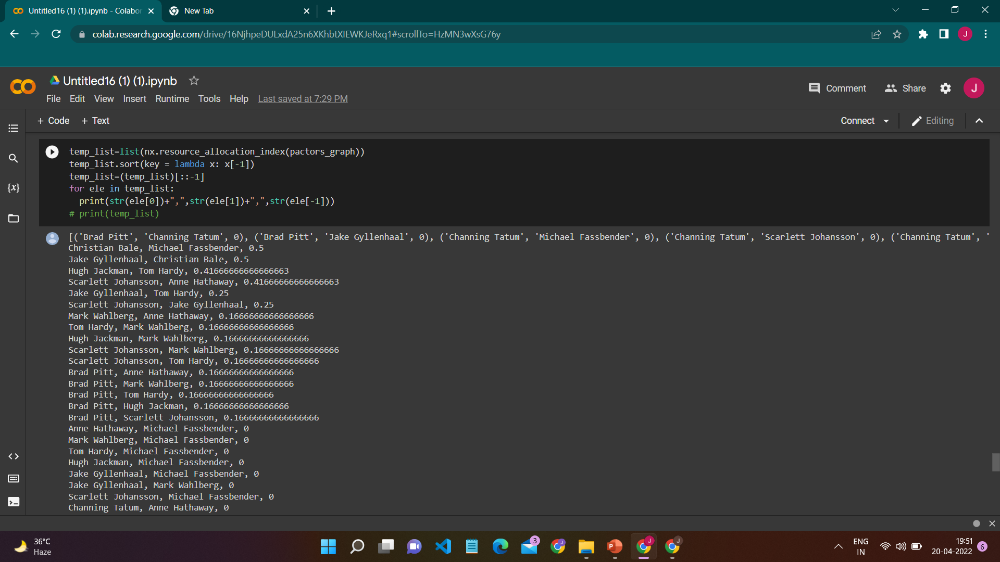 Untitled16 (1) (1).ipynb - Colabor
New Tab
colab.research.google.com/drive/16NjhpeDULxdA25n6XKhbtXIEWKJeRxq1#scrollTo=HzMN3wXsG76y
J
Untitled16 (1) (1).ipynb
File Edit View Insert Runtime Tools Help Last saved at 7:29 PM
Comment Share J
+ Code + Text
Connect Editing
temp_list=list(nx.resource_allocation_index(pactors_graph))
temp_list.sort(key = lambda x: x[-1])
temp_list=(temp_list)[::-1]
for ele in temp_list:
  print(str(ele[0])+",",str(ele[1])+",",str(ele[-1]))
# print(temp_list)
{x}
[('Brad Pitt', 'Channing Tatum', 0), ('Brad Pitt', 'Jake Gyllenhaal', 0), ('Channing Tatum', 'Michael Fassbender', 0), ('Channing Tatum', 'Scarlett Johansson', 0), ('Channing Tatum', '
Christian Bale, Michael Fassbender, 0.5
Jake Gyllenhaal, Christian Bale, 0.5
Hugh Jackman, Tom Hardy, 0.41666666666666663
Scarlett Johansson, Anne Hathaway, 0.41666666666666663
Jake Gyllenhaal, Tom Hardy, 0.25
Scarlett Johansson, Jake Gyllenhaal, 0.25
Mark Wahlberg, Anne Hathaway, 0.16666666666666666
Tom Hardy, Mark Wahlberg, 0.16666666666666666
Hugh Jackman, Mark Wahlberg, 0.16666666666666666
Scarlett Johansson, Mark Wahlberg, 0.16666666666666666
Scarlett Johansson, Tom Hardy, 0.16666666666666666
Brad Pitt, Anne Hathaway, 0.16666666666666666
Brad Pitt, Mark Wahlberg, 0.16666666666666666
Brad Pitt, Tom Hardy, 0.16666666666666666
Brad Pitt, Hugh Jackman, 0.16666666666666666
Brad Pitt, Scarlett Johansson, 0.16666666666666666
Anne Hathaway, Michael Fassbender, 0
Mark Wahlberg, Michael Fassbender, 0
Tom Hardy, Michael Fassbender, 0
Hugh Jackman, Michael Fassbender, 0
Jake Gyllenhaal, Michael Fassbender, 0
Jake Gyllenhaal, Mark Wahlberg, 0
Scarlett Johansson, Michael Fassbender, 0
Channing Tatum, Anne Hathaway, 0
36°C
Haze
3
J
P
J
J
ENG
IN
19:51
20-04-2022
6